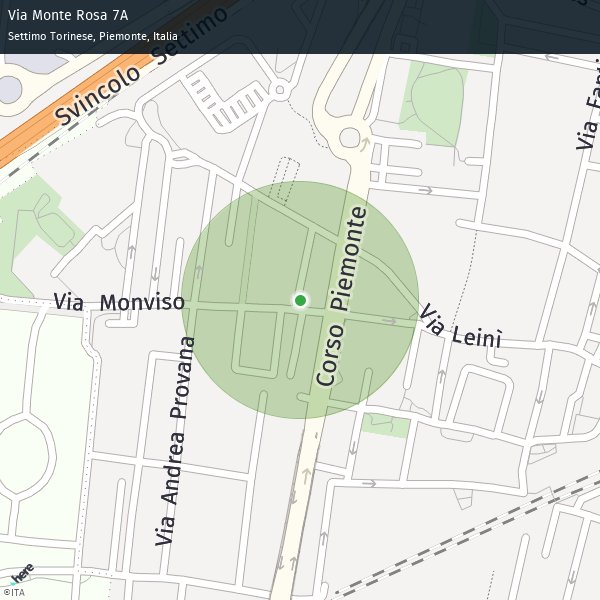 Via Monte Rosa 7A
Settimo Torinese, Piemonte, Italia
Svincolo Settimo
Via Fanti
Corso Piemonte
Via Monviso
Via Leinì
Via Andrea Provana
here
©ITA